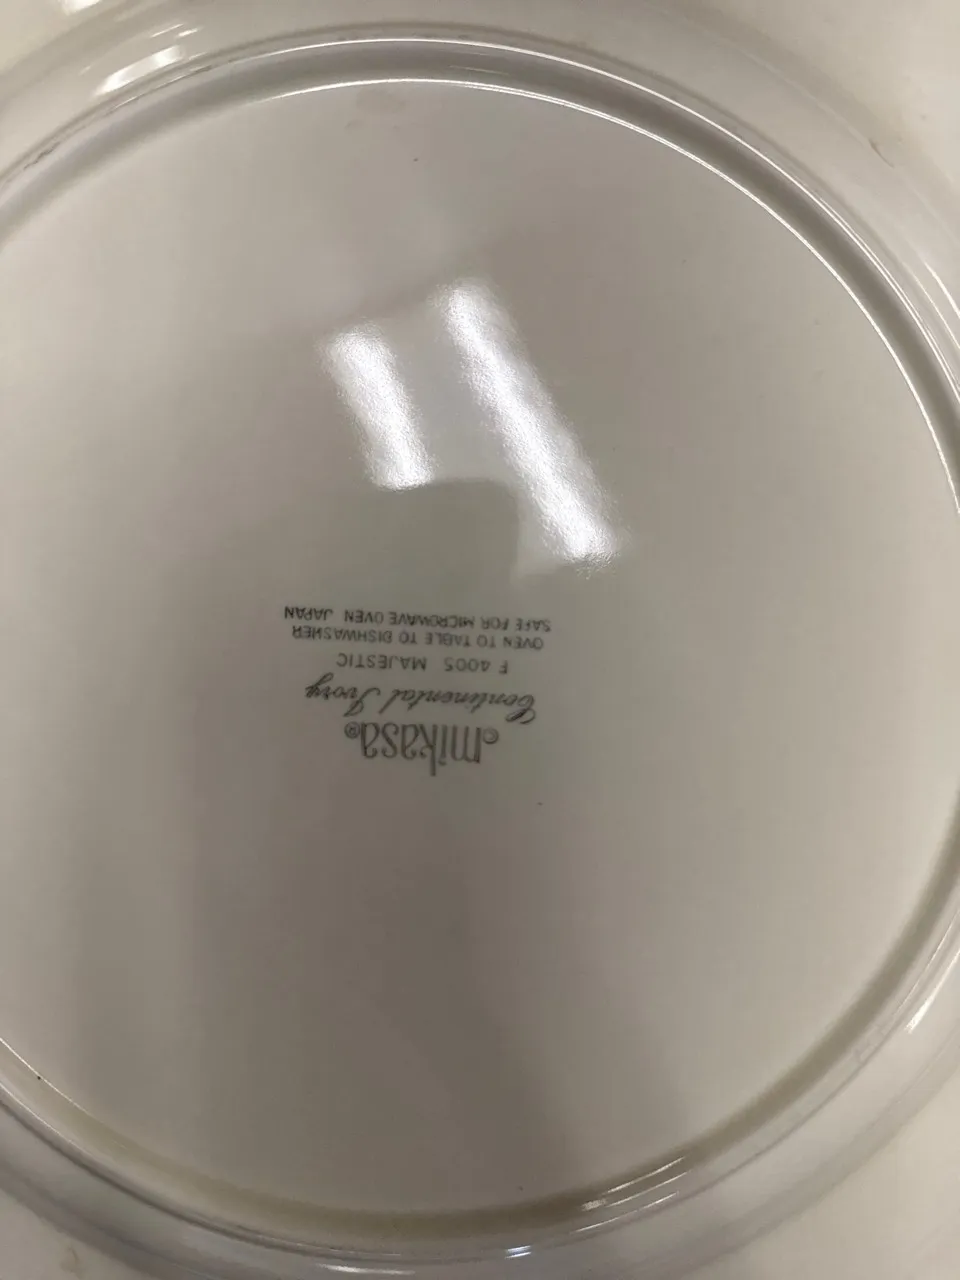 ©mikasa®
Continental Ivory
F 4005 MAJESTIC
OVEN TO TABLE TO DISHWASHER
SAFE FOR MICROWAVE OVEN JAPAN